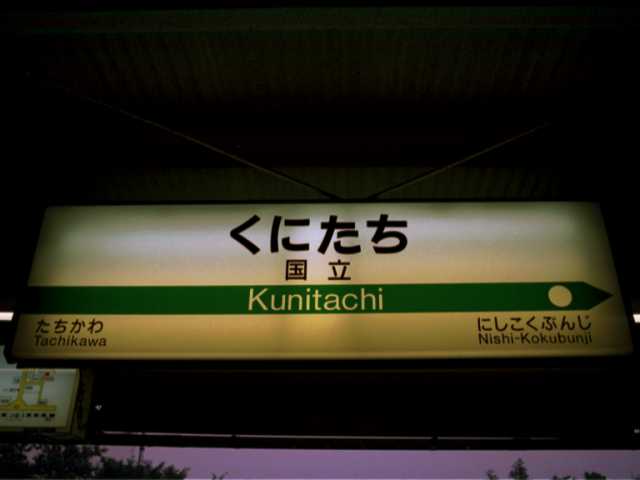 くにたち
国立
Kunitachi
たちかわ
Tachikawa
にしこくぶんじ
Nishi-Kokubunji